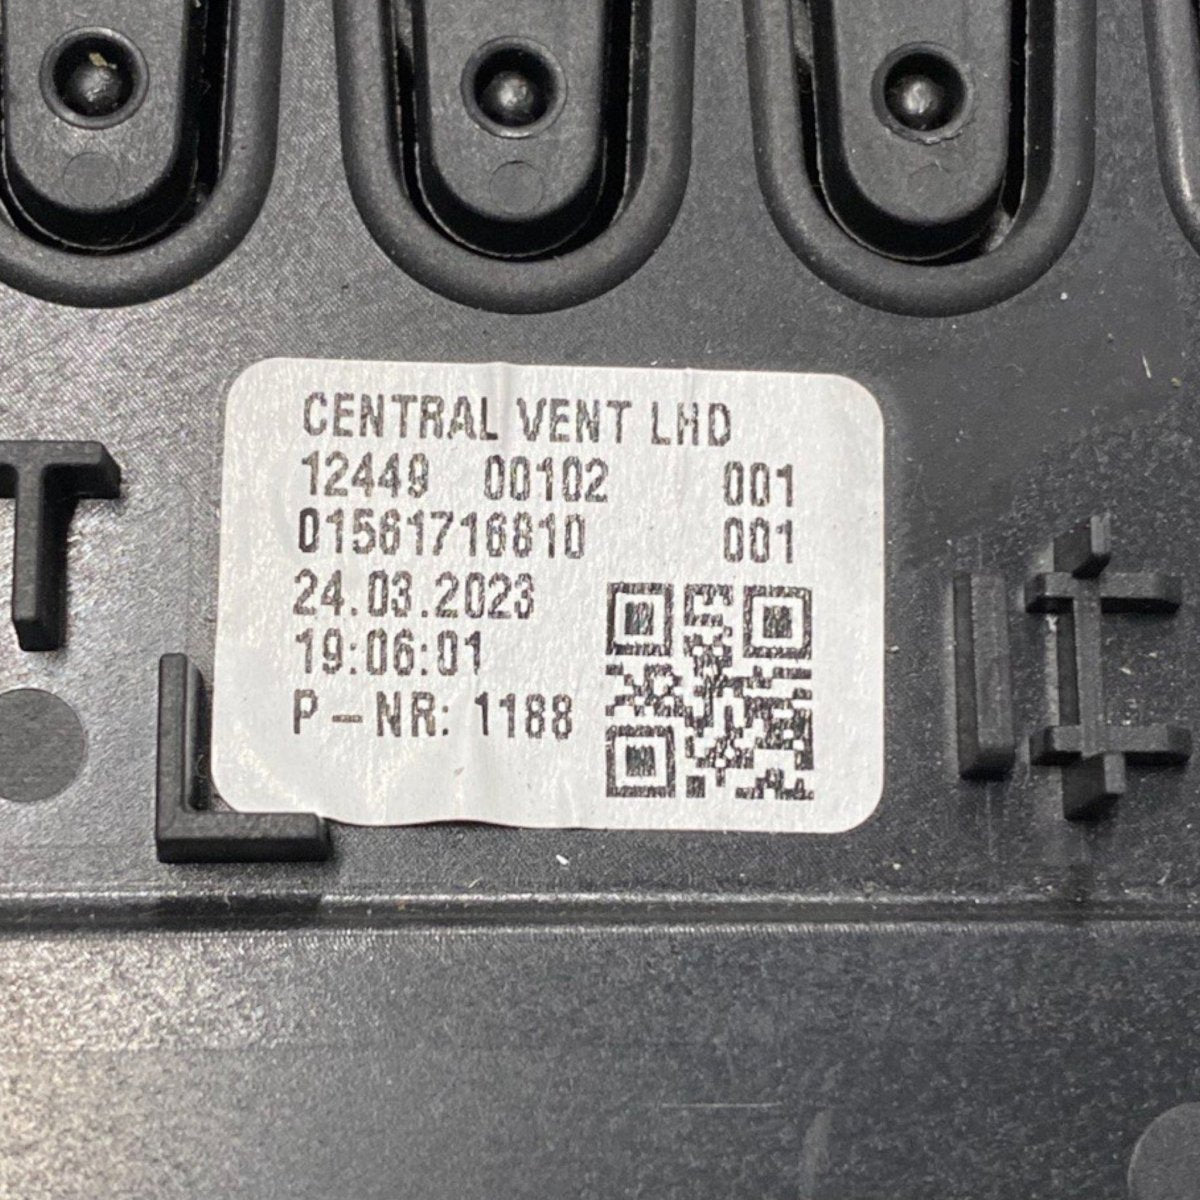 CENTRAL VENT LHD
12449 00102 001
01561716810 001
24.03.2023
19:06:01
P-NR: 1188